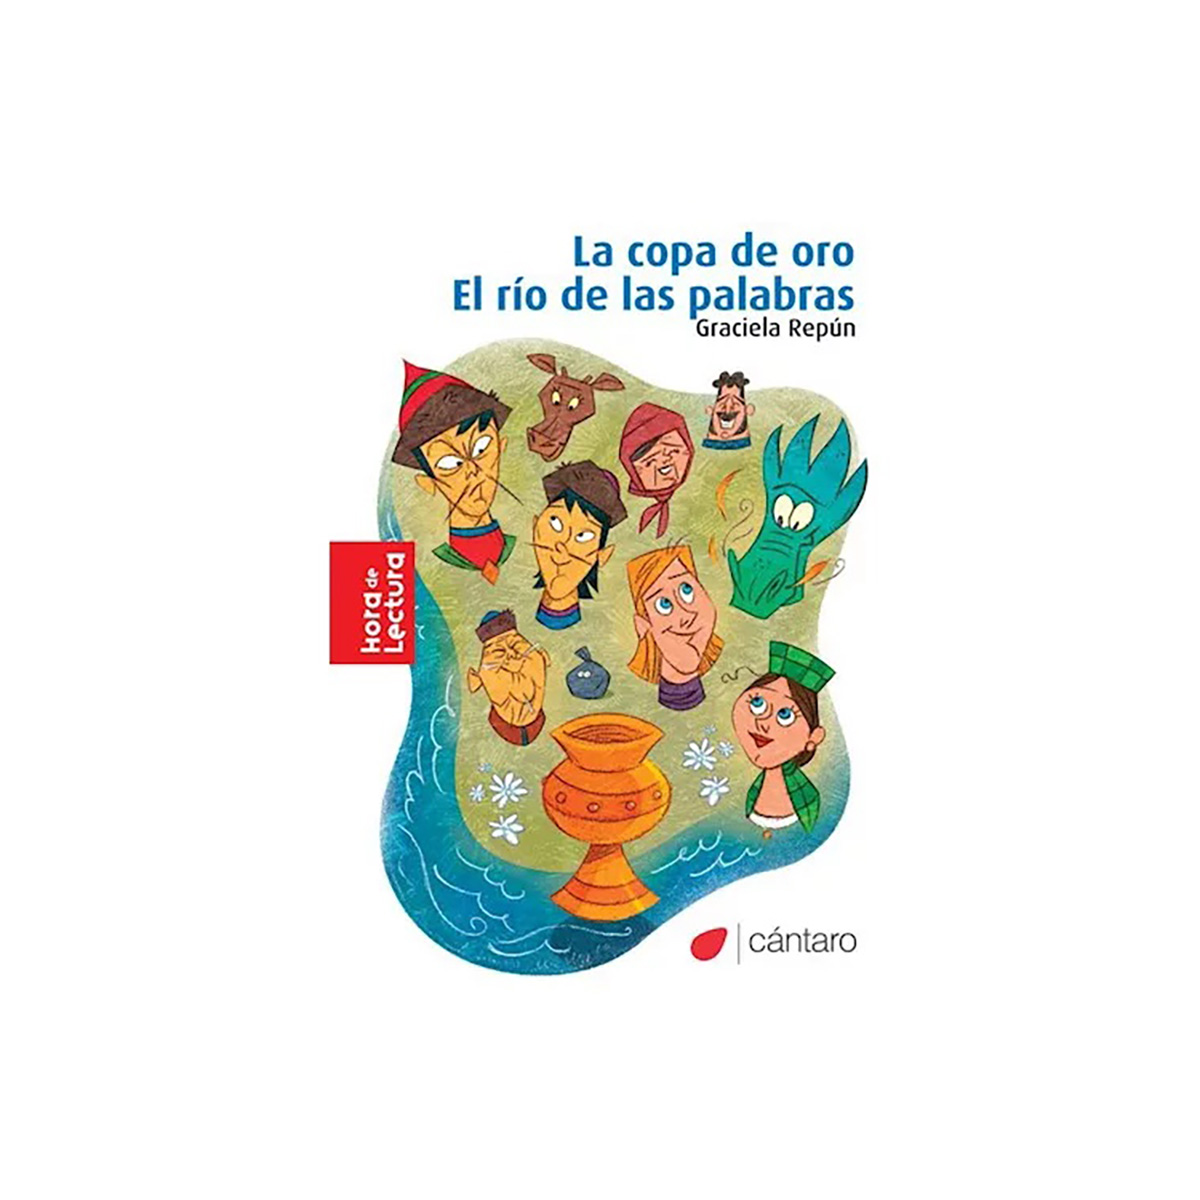 La copa de oro
El río de las palabras
Graciela Repún
Hora de
Lectura
cántaro